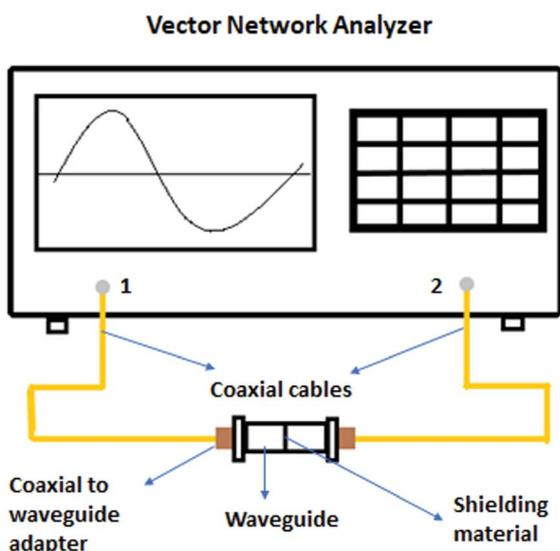 Vector Network Analyzer
1
2
Coaxial cables
Coaxial to
waveguide
adapter
Waveguide
Shielding
material